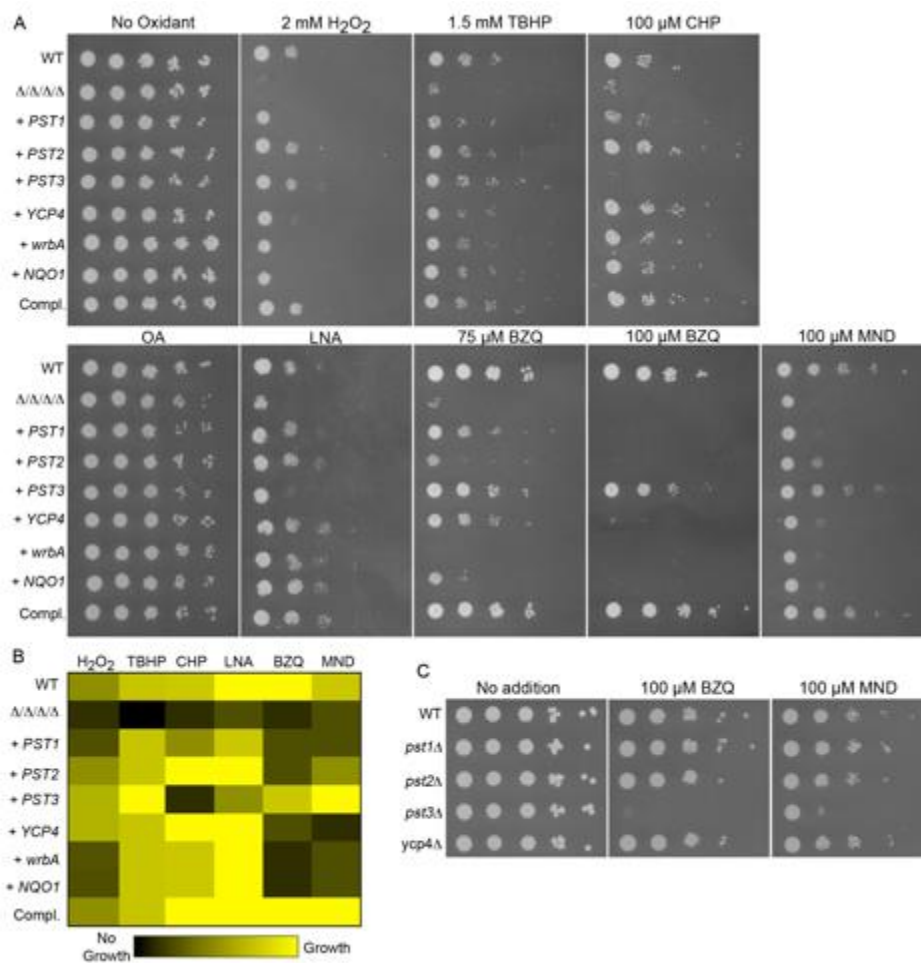 A
No Oxidant 2 mM H₂O₂ 1.5 mM TBHP 100 µM CHP
WT
Δ/Δ/Δ/Δ
+ PST1
+ PST2
+ PST3
+ YCP4
+ wrbA
+ NQO1
Compl.
OA LNA 75 µM BZQ 100 µM BZQ 100 µM MND
WT
Δ/Δ/Δ/Δ
+ PST1
+ PST2
+ PST3
+ YCP4
+ wrbA
+ NQO1
Compl.
B
H₂O₂ TBHP CHP LNA BZQ MND
WT
Δ/Δ/Δ/Δ
+ PST1
+ PST2
+ PST3
+ YCP4
+ wrbA
+ NQO1
Compl.
No
Growth
Growth
C
No addition 100 µM BZQ 100 µM MND
WT
pst1Δ
pst2Δ
pst3Δ
ycp4Δ